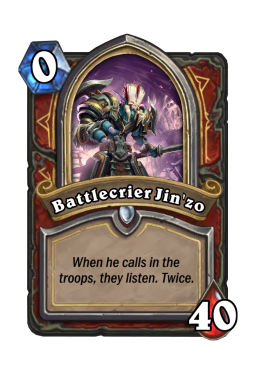 0
Battlecrier Jin'zo
When he calls in the
troops, they listen. Twice.
40